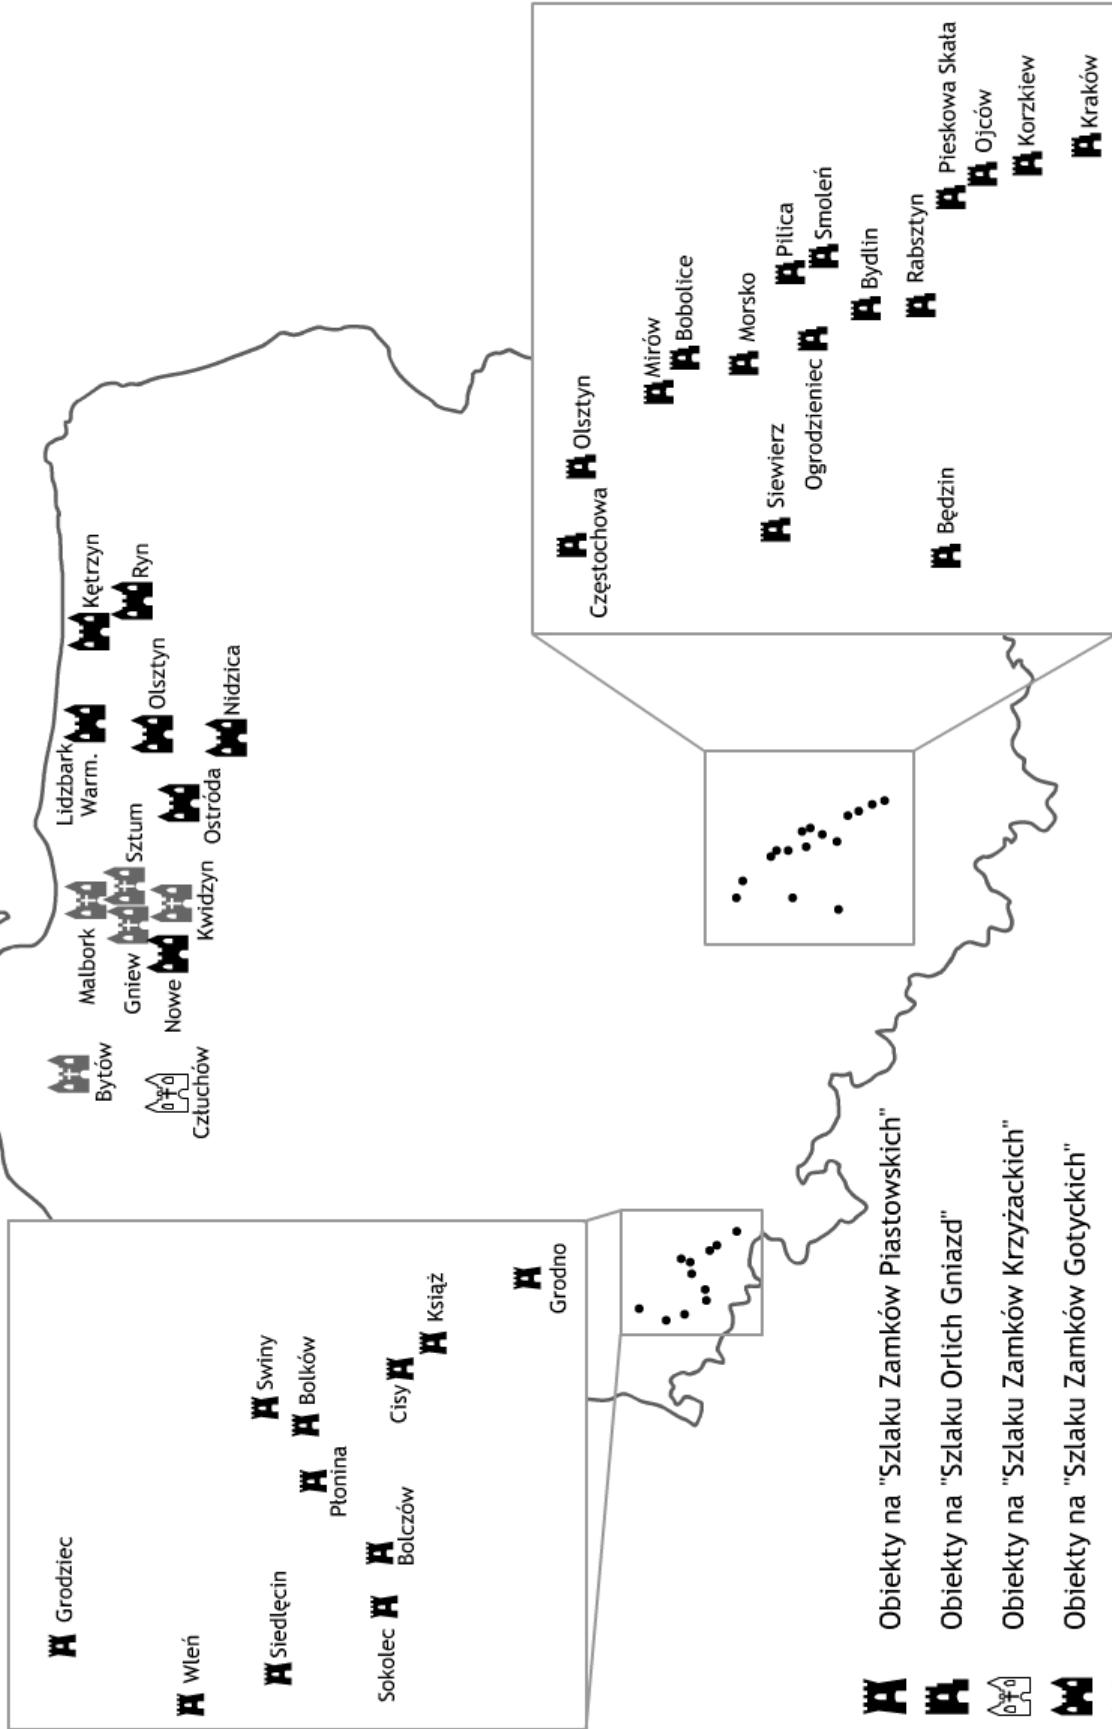 Grodziec
Wleń
Siedlęcin
Sokolec
Bolczów
Płonina
Swiny
Bolków
Cisy
Książ
Grodno
Bytów
Człuchów
Malbork
Gniew
Nowe
Sztum
Kwidzyn
Lidzbark
Warm.
Ostróda
Olsztyn
Nidzica
Kętrzyn
Ryn
Częstochowa
Olsztyn
Mirów
Bobolice
Morsko
Siewierz
Ogrodzieniec
Pilica
Smoleń
Bydlin
Rabsztyn
Będzin
Pieskowa Skała
Ojców
Korzkiew
Kraków
Obiekty na "Szlaku Zamków Piastowskich"
Obiekty na "Szlaku Orlich Gniazd"
Obiekty na "Szlaku Zamków Krzyżackich"
Obiekty na "Szlaku Zamków Gotyckich"